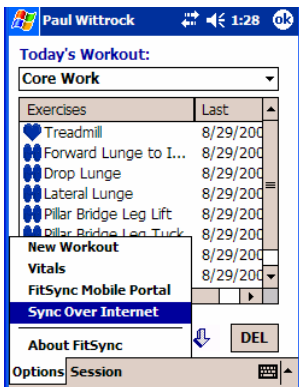 Paul Wittrock 1:28 ok
Today's Workout:
Core Work
Exercises Last
Treadmill 8/29/200
Forward Lunge to I... 8/29/200
Drop Lunge 8/29/200
Lateral Lunge 8/29/200
Pillar Bridge Leg Lift 8/29/200
Pillar Bridge Leg Tuck 8/29/200
8/29/200
8/29/200
New Workout
Vitals
FitSync Mobile Portal
Sync Over Internet
About FitSync
DEL
Options Session